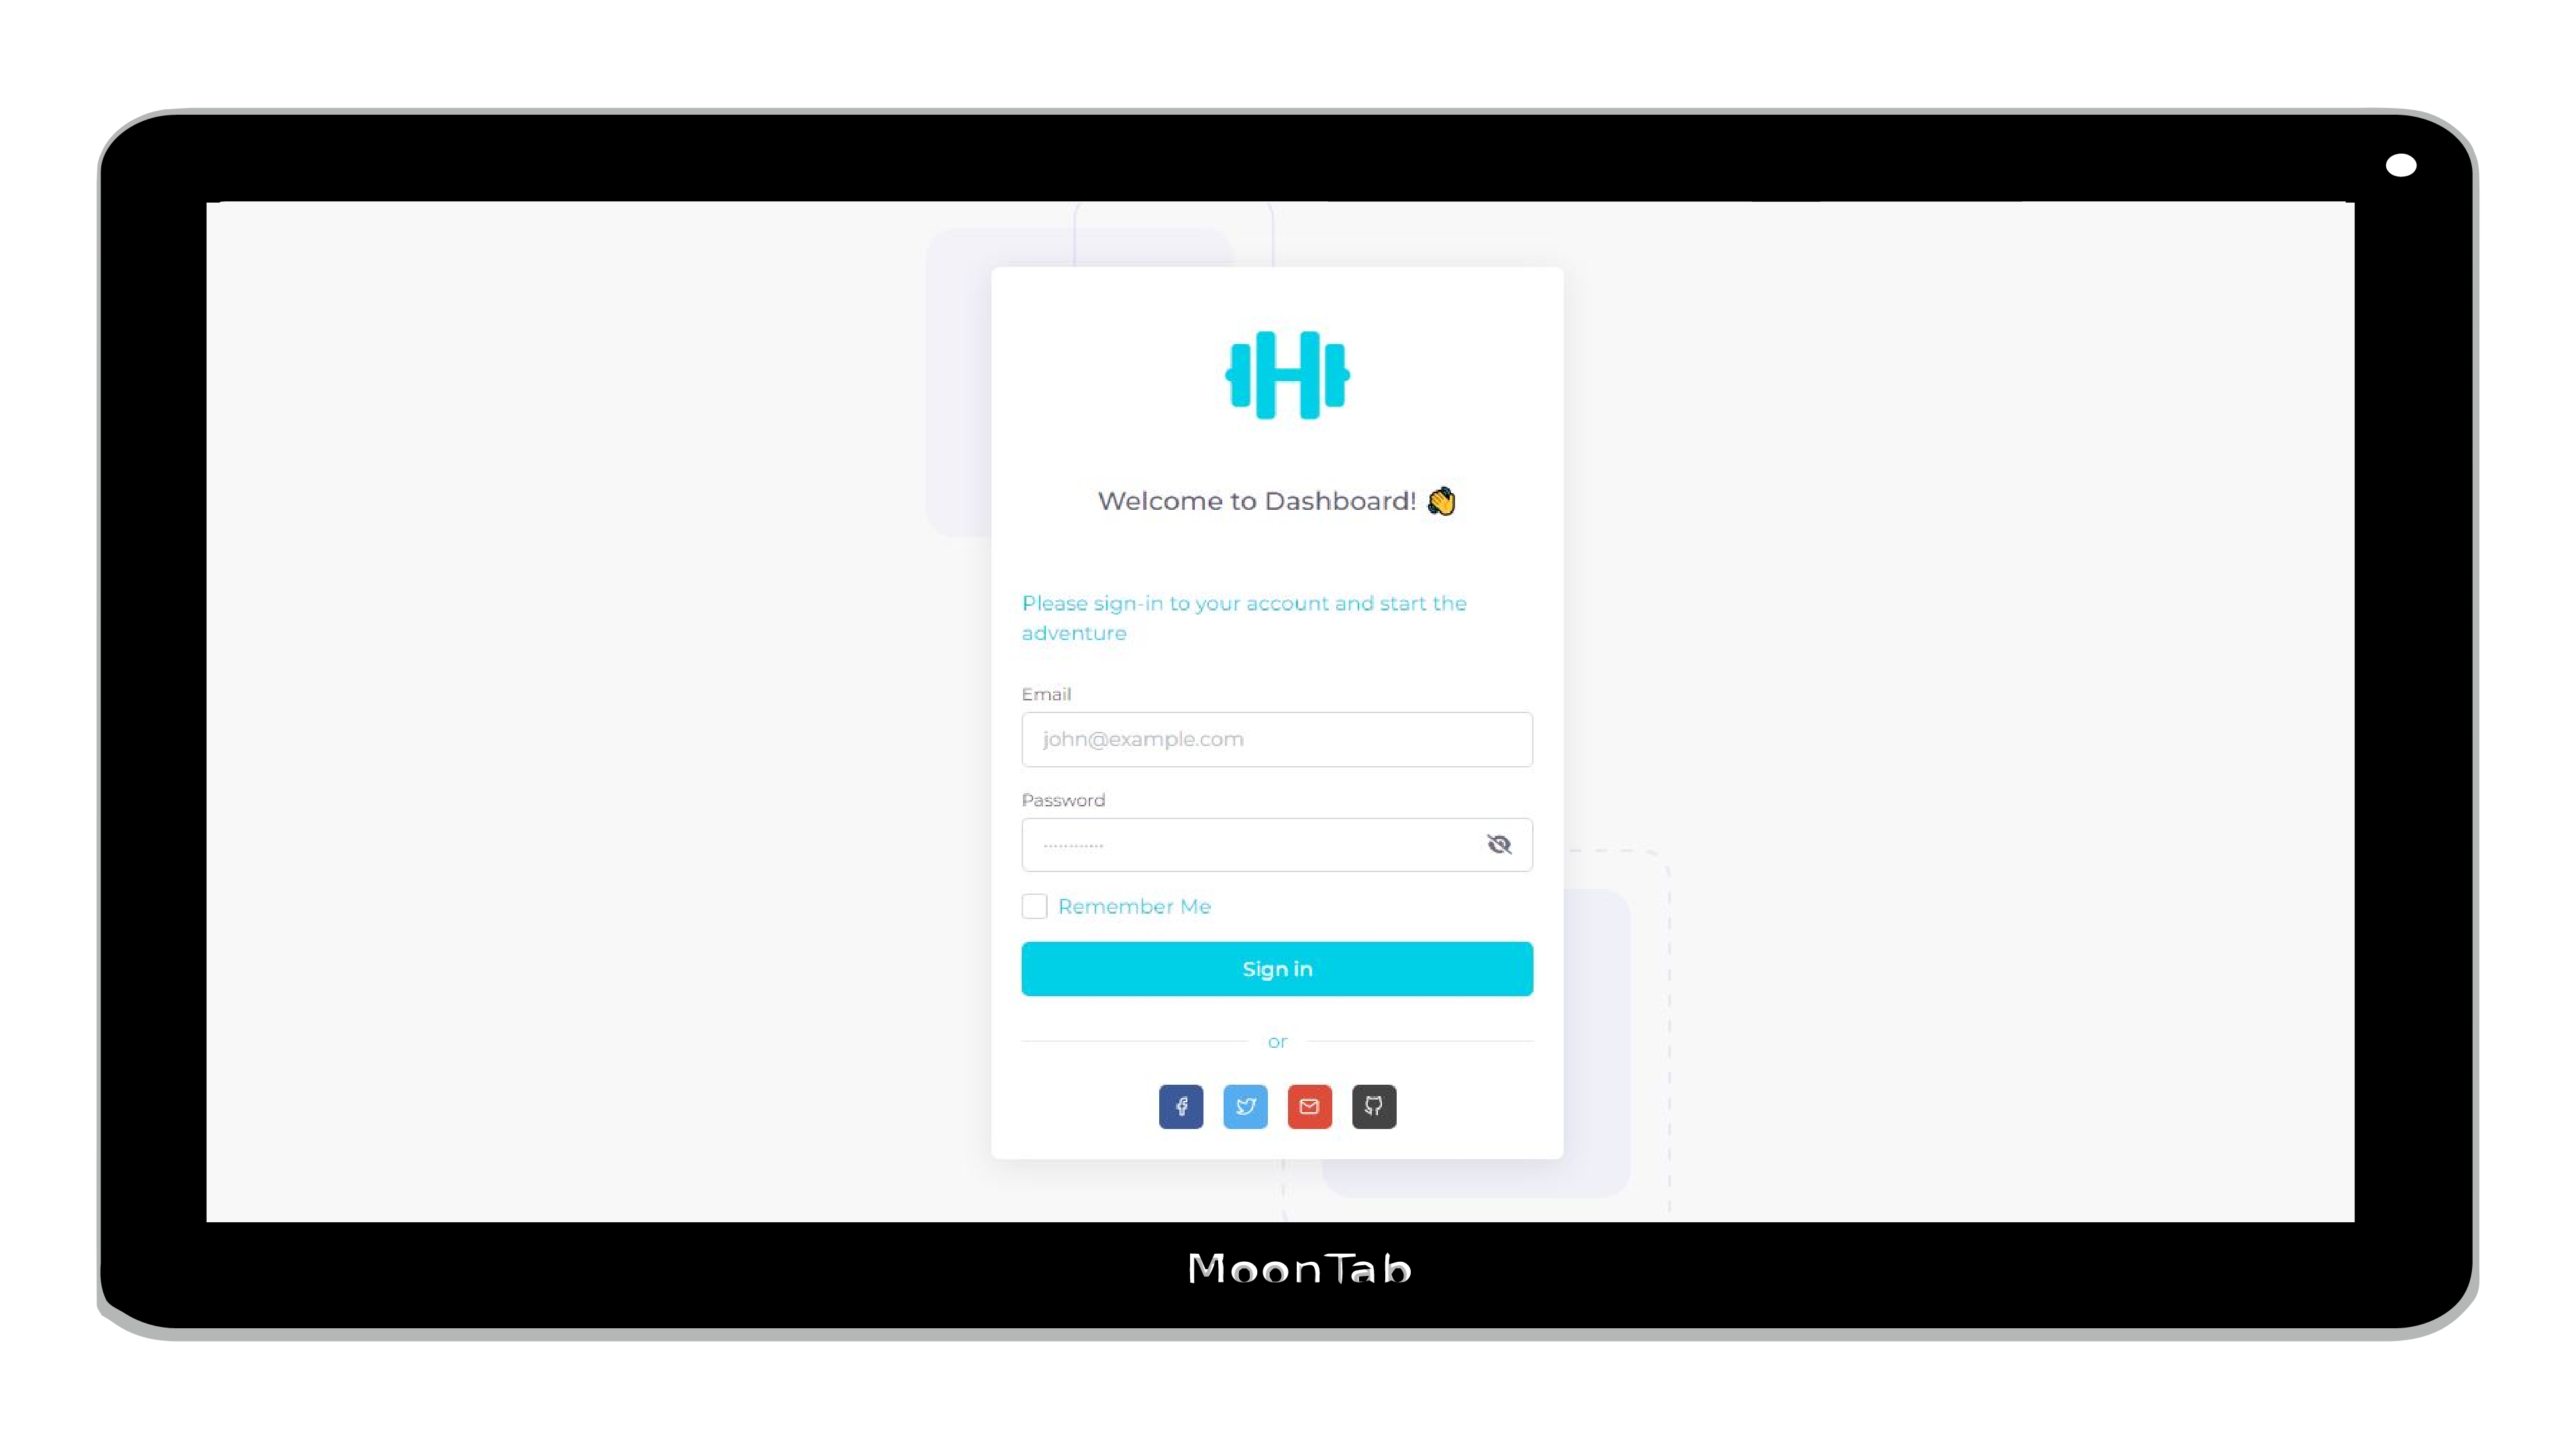 Welcome to Dashboard! 👋
Please sign-in to your account and start the
adventure
Email
john@example.com
Password
············
Remember Me
Sign in
or
MoonTab